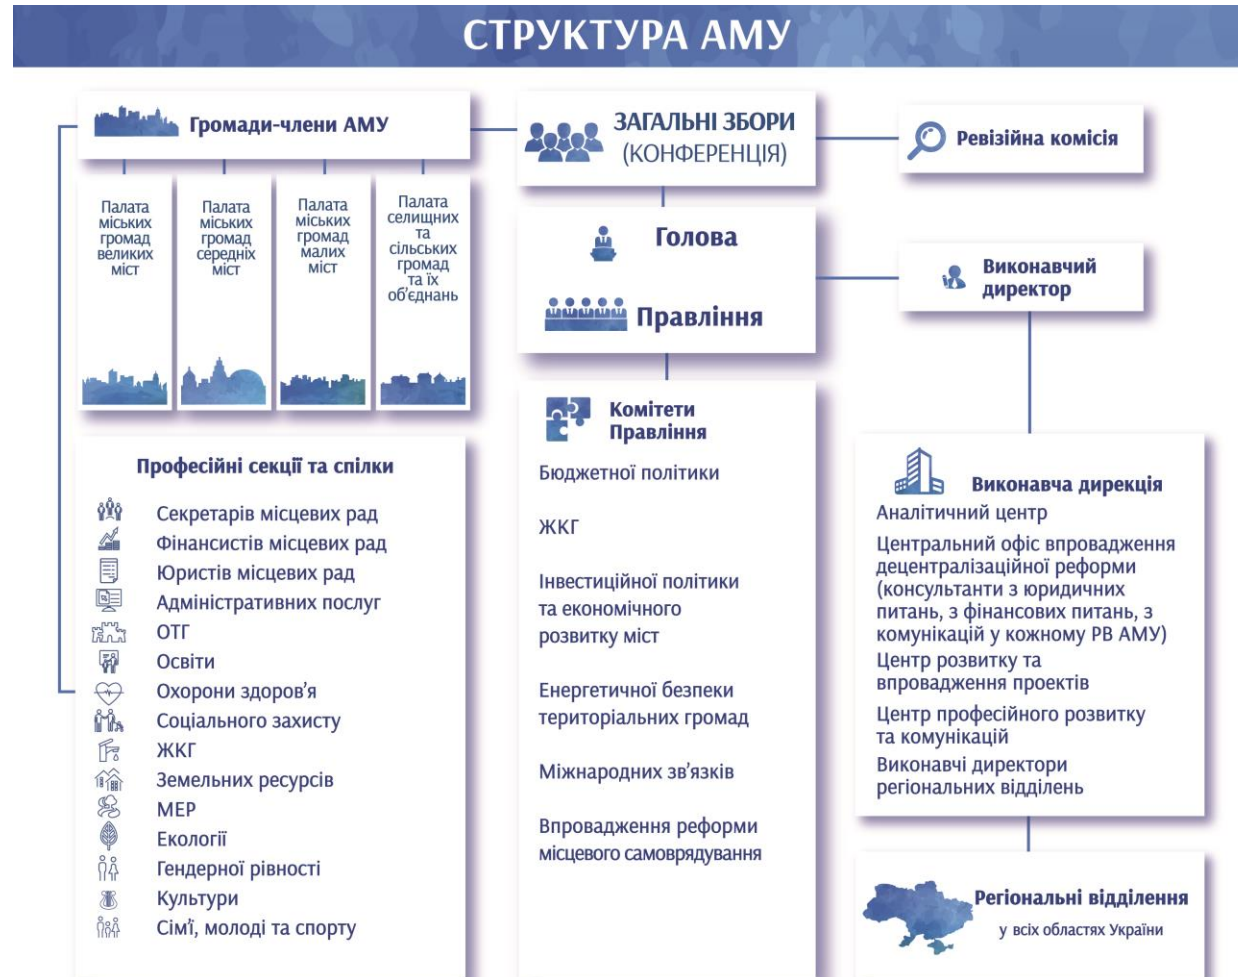 СТРУКТУРА АМУ
Громади-члени АМУ
ЗАГАЛЬНІ ЗБОРИ
(КОНФЕРЕНЦІЯ)
Ревізійна комісія
Палата
міських
громад
великих
міст
Палата
міських
громад
середніх
міст
Палата
міських
громад
малих
міст
Палата
селищних
та
сільських
громад
та їх
об'єднань
Голова
Правління
Виконавчий
директор
Професійні секції та спілки
Секретарів місцевих рад
Фінансистів місцевих рад
Юристів місцевих рад
Адміністративних послуг
ОТГ
Освіти
Охорони здоров'я
Соціального захисту
ЖКГ
Земельних ресурсів
МЕР
Екології
Гендерної рівності
Культури
Сім'ї, молоді та спорту
Комітети
Правління
Бюджетної політики
ЖКГ
Інвестиційної політики
та економічного
розвитку міст
Енергетичної безпеки
територіальних громад
Міжнародних зв'язків
Впровадження реформи
місцевого самоврядування
Виконавча дирекція
Аналітичний центр
Центральний офіс впровадження
децентралізаційної реформи
(консультанти з юридичних
питань, з фінансових питань, з
комунікацій у кожному РВ АМУ)
Центр розвитку та
впровадження проектів
Центр професійного розвитку
та комунікацій
Виконавчі директори
регіональних відділень
Регіональні відділення
у всіх областях України